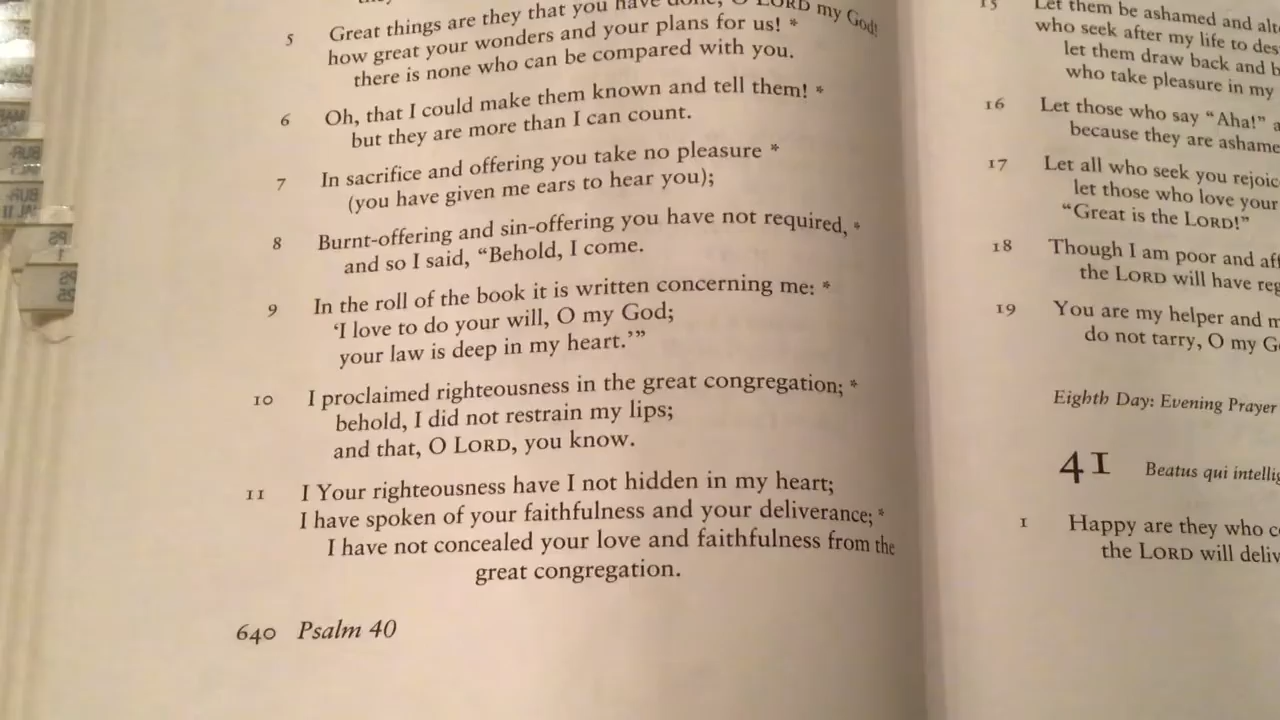 5 Great things are they that you have done, O LORD my God!
how great your wonders and your plans for us! *
there is none who can be compared with you.
6 Oh, that I could make them known and tell them! *
but they are more than I can count.
7 In sacrifice and offering you take no pleasure *
(you have given me ears to hear you);
8 Burnt-offering and sin-offering you have not required, *
and so I said, “Behold, I come.
9 In the roll of the book it is written concerning me: *
‘I love to do your will, O my God;
your law is deep in my heart.’”
10 I proclaimed righteousness in the great congregation; *
behold, I did not restrain my lips;
and that, O LORD, you know.
11 I Your righteousness have I not hidden in my heart;
I have spoken of your faithfulness and your deliverance; *
I have not concealed your love and faithfulness from the
great congregation.
640 Psalm 40
15 Let them be ashamed and
who seek after my life to
let them draw back and
who take pleasure in my
16 Let those who say “Aha!”
because they are
17 Let all who seek you
let those who love your
“Great is the LORD!”
18 Though I am poor and
the LORD will have
19 You are my helper and
do not tarry, O my
Eighth Day: Evening Prayer
41 Beatus qui
1 Happy are they who
the LORD will
PS
1
PS